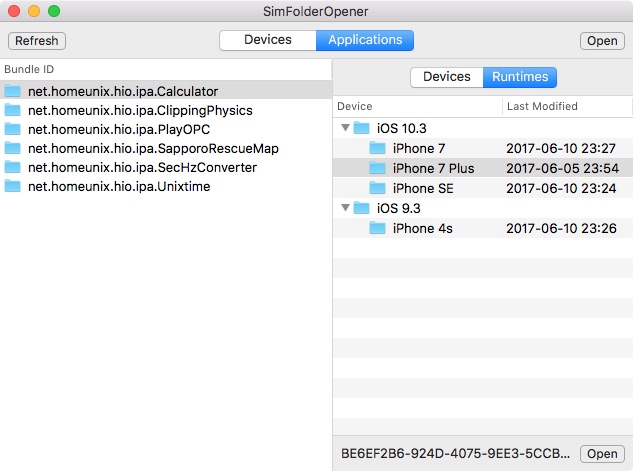 SimFolderOpener
Refresh
Devices Applications
Open
Bundle ID
net.homeunix.hio.ipa.Calculator
net.homeunix.hio.ipa.ClippingPhysics
net.homeunix.hio.ipa.PlayOPC
net.homeunix.hio.ipa.SapporoRescueMap
net.homeunix.hio.ipa.SecHzConverter
net.homeunix.hio.ipa.Unixtime
Devices Runtimes
Device Last Modified
iOS 10.3
iPhone 7 2017-06-10 23:27
iPhone 7 Plus 2017-06-05 23:54
iPhone SE 2017-06-10 23:24
iOS 9.3
iPhone 4s 2017-06-10 23:26
BE6EF2B6-924D-4075-9EE3-5CCB... Open